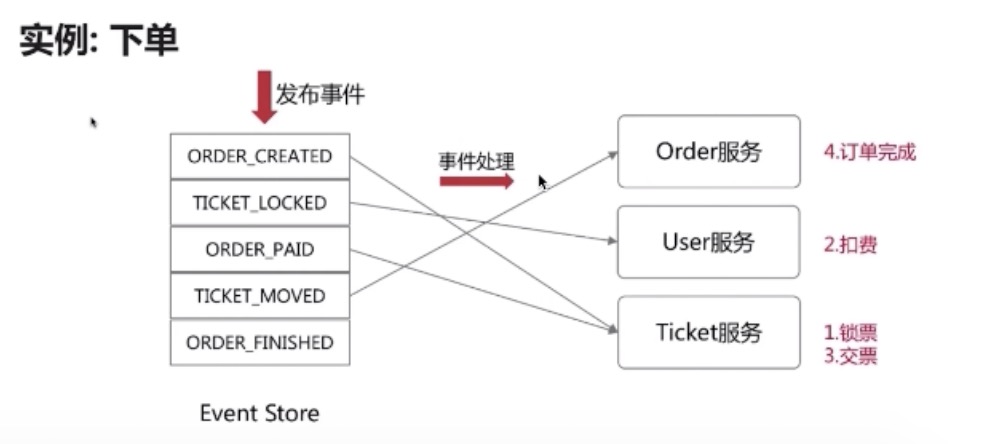 实例: 下单
发布事件
ORDER_CREATED
TICKET_LOCKED
ORDER_PAID
TICKET_MOVED
ORDER_FINISHED
Event Store
事件处理
Order服务
4.订单完成
User服务
2.扣费
Ticket服务
1.锁票
3.交票